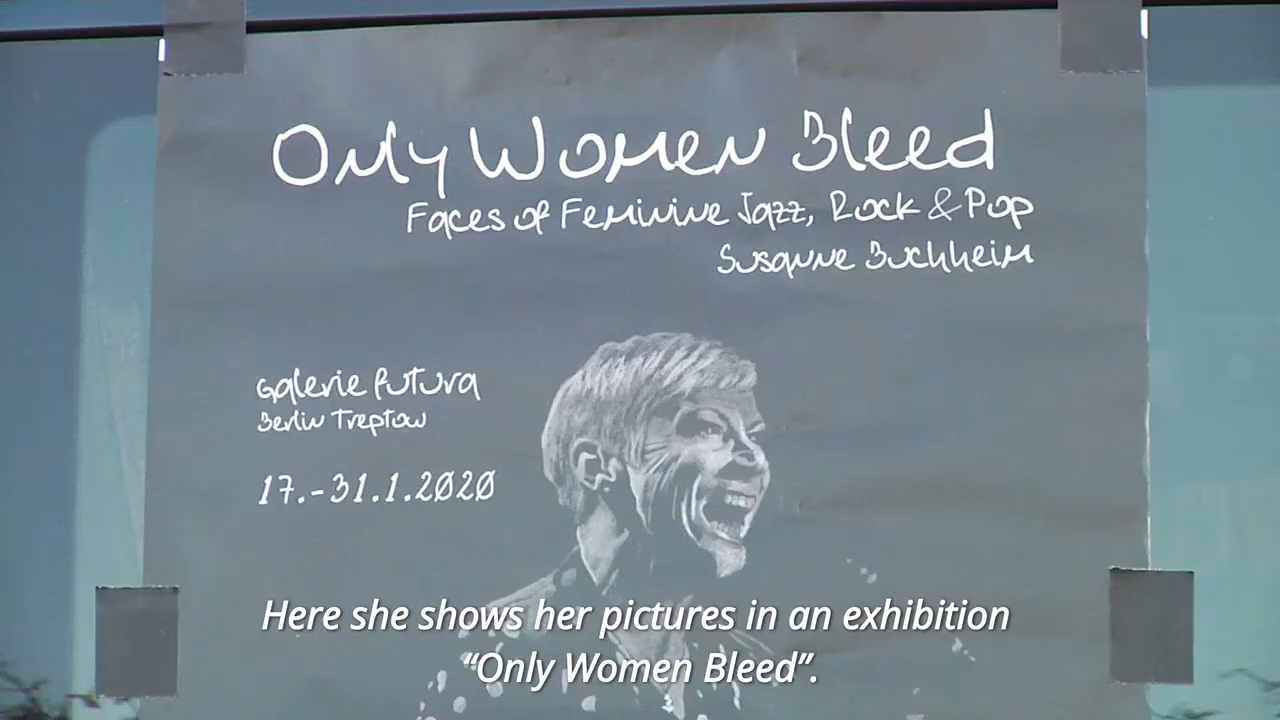 Only Women Bleed
Faces of Feminine Jazz, Rock & Pop
Susanne Buchheim
Galerie futura
Berlin Treptow
17.-31.1.2020
Here she shows her pictures in an exhibition
“Only Women Bleed”.